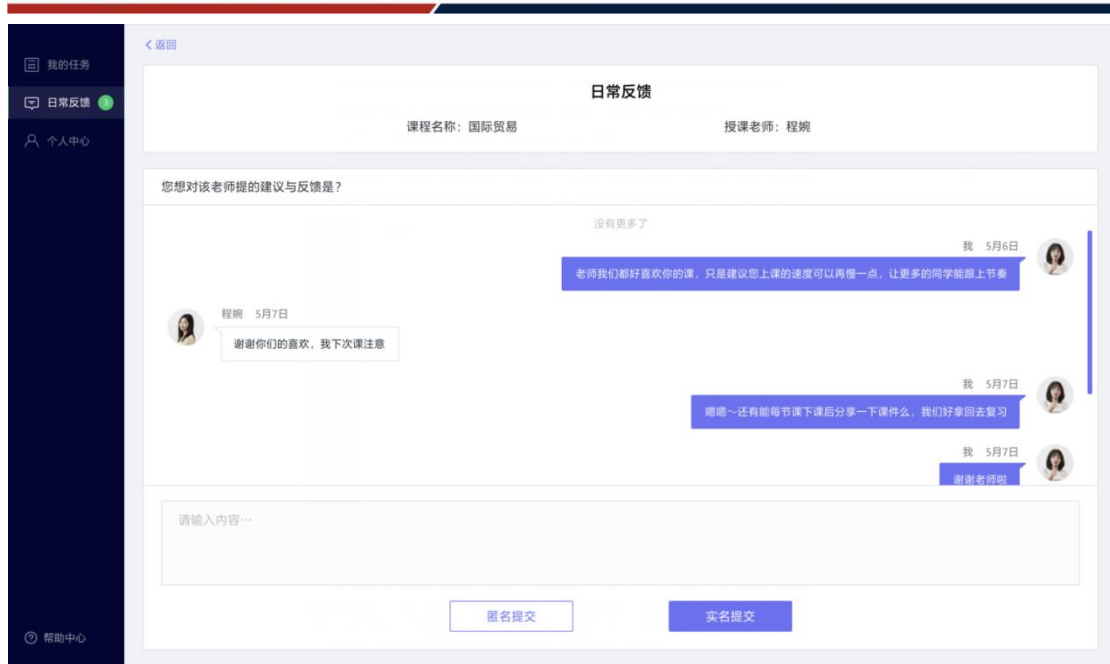 返回
我的任务
日常反馈 3
个人中心
日常反馈
课程名称：国际贸易 授课老师：程婉
您想对该老师提的建议与反馈是？
没有更多了
我 5月6日
老师我们都好喜欢你的课，只是建议您上课的速度可以再慢一点，让更多的同学能跟上节奏
程婉 5月7日
谢谢你们的喜欢，我下次课注意
我 5月7日
嗯嗯～还有能每节课下课后分享一下课件么，我们好拿回去复习
我 5月7日
谢谢老师啦
请输入内容…
匿名提交 实名提交
帮助中心